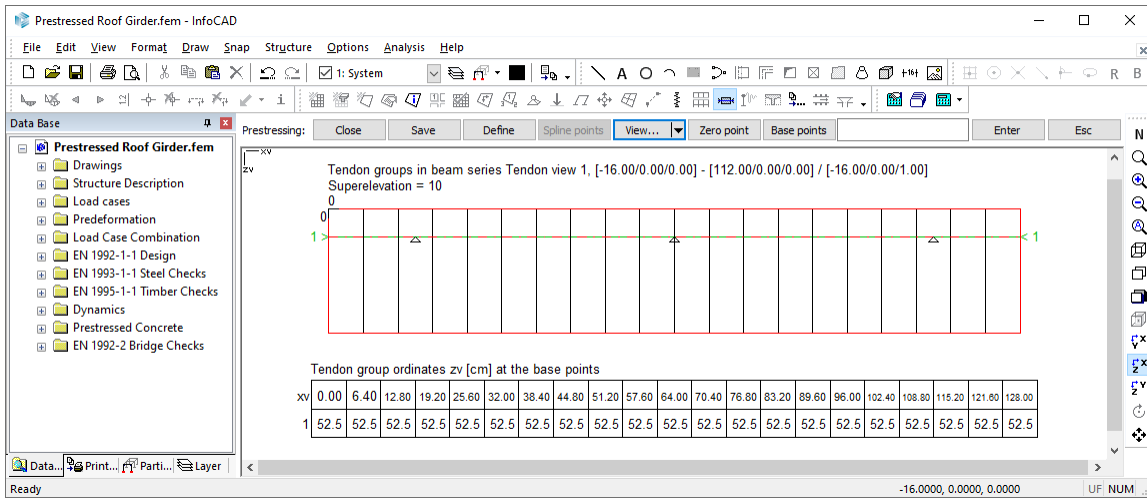 Prestressed Roof Girder.fem - InfoCAD
File Edit View Format Draw Snap Structure Options Analysis Help
1: System
A
R B
Data Base
Prestressing: Close Save Define Spline points View... Zero point Base points Enter Esc
Prestressed Roof Girder.fem
Drawings
Structure Description
Load cases
Predeformation
Load Case Combination
EN 1992-1-1 Design
EN 1993-1-1 Steel Checks
EN 1995-1-1 Timber Checks
Dynamics
Prestressed Concrete
EN 1992-2 Bridge Checks
xv
zv
Tendon groups in beam series Tendon view 1, [-16.00/0.00/0.00] - [112.00/0.00/0.00] / [-16.00/0.00/1.00]
Superelevation = 10
0
0
1 > < 1
Tendon group ordinates zv [cm] at the base points
xv 0.00 6.40 12.80 19.20 25.60 32.00 38.40 44.80 51.20 57.60 64.00 70.40 76.80 83.20 89.60 96.00 102.40 108.80 115.20 121.60 128.00
1 52.5 52.5 52.5 52.5 52.5 52.5 52.5 52.5 52.5 52.5 52.5 52.5 52.5 52.5 52.5 52.5 52.5 52.5 52.5 52.5 52.5
N
Data... Print... Parti... Layer
Ready
-16.0000, 0.0000, 0.0000
UF NUM